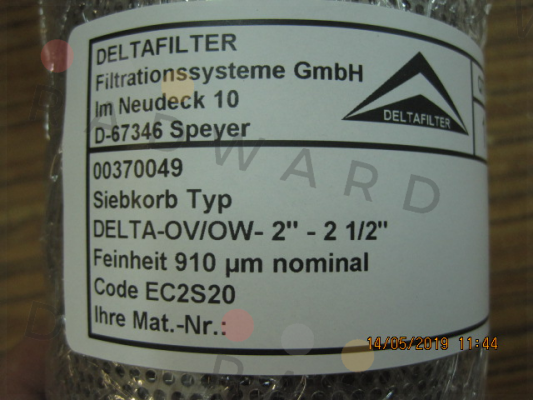 DELTAFILTER
Filtrationssysteme GmbH
Im Neudeck 10
D-67346 Speyer
DELTAFILTER
00370049
Siebkorb Typ
DELTA-OV/OW- 2" - 2 1/2"
Feinheit 910 µm nominal
Code EC2S20
Ihre Mat.-Nr.:
ADWARD
14/05/2019 11:44